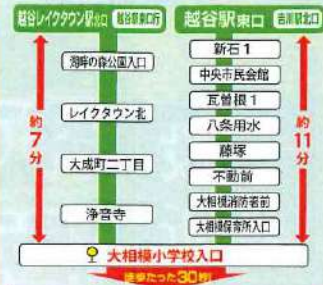 越谷レイクタウン駅北口 越谷駅東口行
越谷駅東口 吉川駅北口
約7分
湖畔の森公園入口
レイクタウン北
大成町二丁目
浄音寺
新石1
中央市民会館
瓦曽根1
八条用水
藤塚
不動前
大相模消防署前
大相模保育所入口
約11分
大相模小学校入口
徒歩たった30秒!